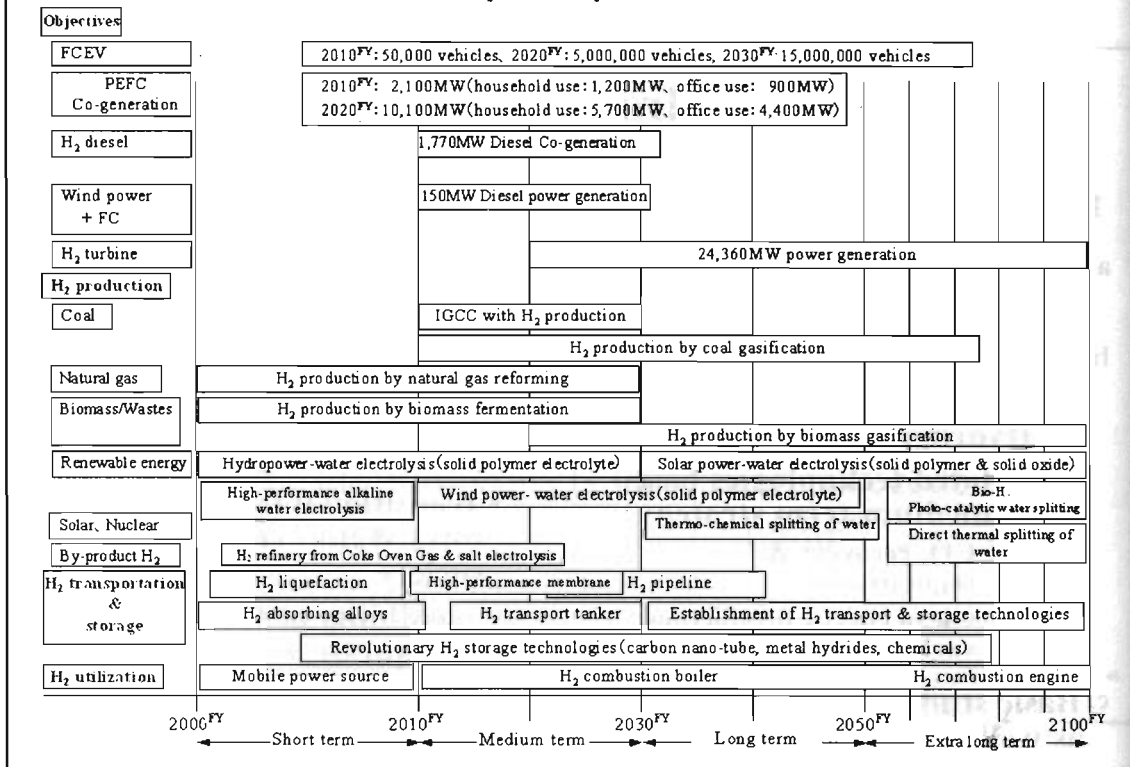 Objectives
FCEV
2010FY:50,000 vehicles、2020FY:5,000,000 vehicles, 2030FY·15,000,000 vehicles
PEFC
Co-generation
2010FY: 2,100MW(household use:1,200MW、office use: 900MW)
2020FY:10,100MW(household use:5,700MW、office use:4,400MW)
H2 diesel
1,770MW Diesel Co-generation
Wind power
+ FC
150MW Diesel power generation
H2 turbine
24,360MW power generation
H2 production
Coal
IGCC with H2 production
H2 production by coal gasification
Natural gas
H2 production by natural gas reforming
Biomass/Wastes
H2 production by biomass fermentation
H2 production by biomass gasification
Renewable energy
Hydropower-water electrolysis(solid polymer electrolyte)
Solar power-water electrolysis(solid polymer & solid oxide)
High-performance alkaline
water electrolysis
Wind power- water electrolysis(solid polymer electrolyte)
Bio-H.
Photo-catalytic water splitting
Solar、Nuclear
Thermo-chemical splitting of water
Direct thermal splitting of
water
By-product H2
H2 refinery from Coke Oven Gas & salt electrolysis
H2 transportation
&
storage
H2 liquefaction
High-performance membrane
H2 pipeline
H2 absorbing alloys
H2 transport tanker
Establishment of H2 transport & storage technologies
Revolutionary H2 storage technologies(carbon nano-tube, metal hydrides, chemicals)
H2 utilization
Mobile power source
H2 combustion boiler
H2 combustion engine
2000FY
2010FY
2030FY
2050FY
2100FY
Short term
Medium term
Long term
Extra long term